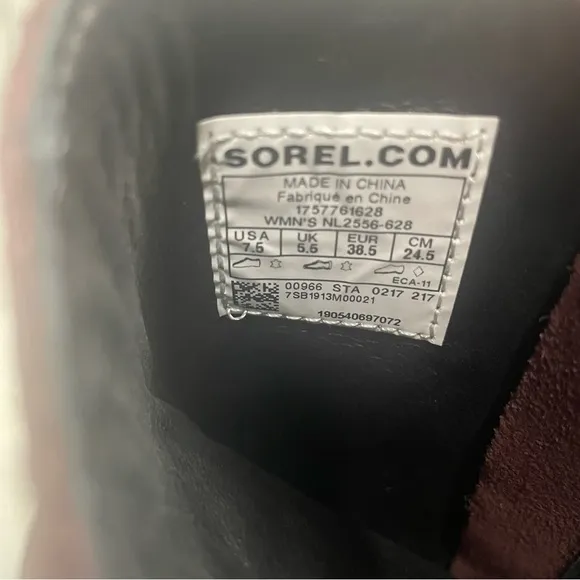 SOREL.COM
MADE IN CHINA
Fabriqué en Chine
1757761628
WMN'S NL2556-628
USA UK EUR CM
7.5 5.5 38.5 24.5
ECA-11
00966 STA 0217 217
7SB1913M00021
190540697072